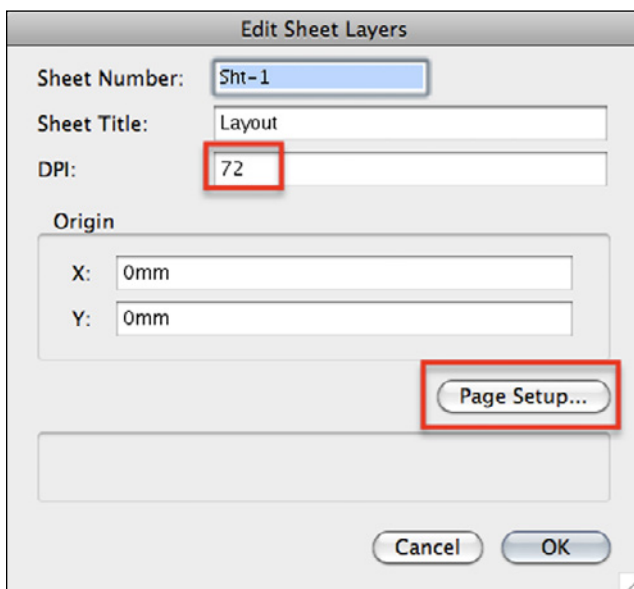 Edit Sheet Layers
Sheet Number: Sht-1
Sheet Title: Layout
DPI: 72
Origin
X: 0mm
Y: 0mm
Page Setup...
Cancel OK